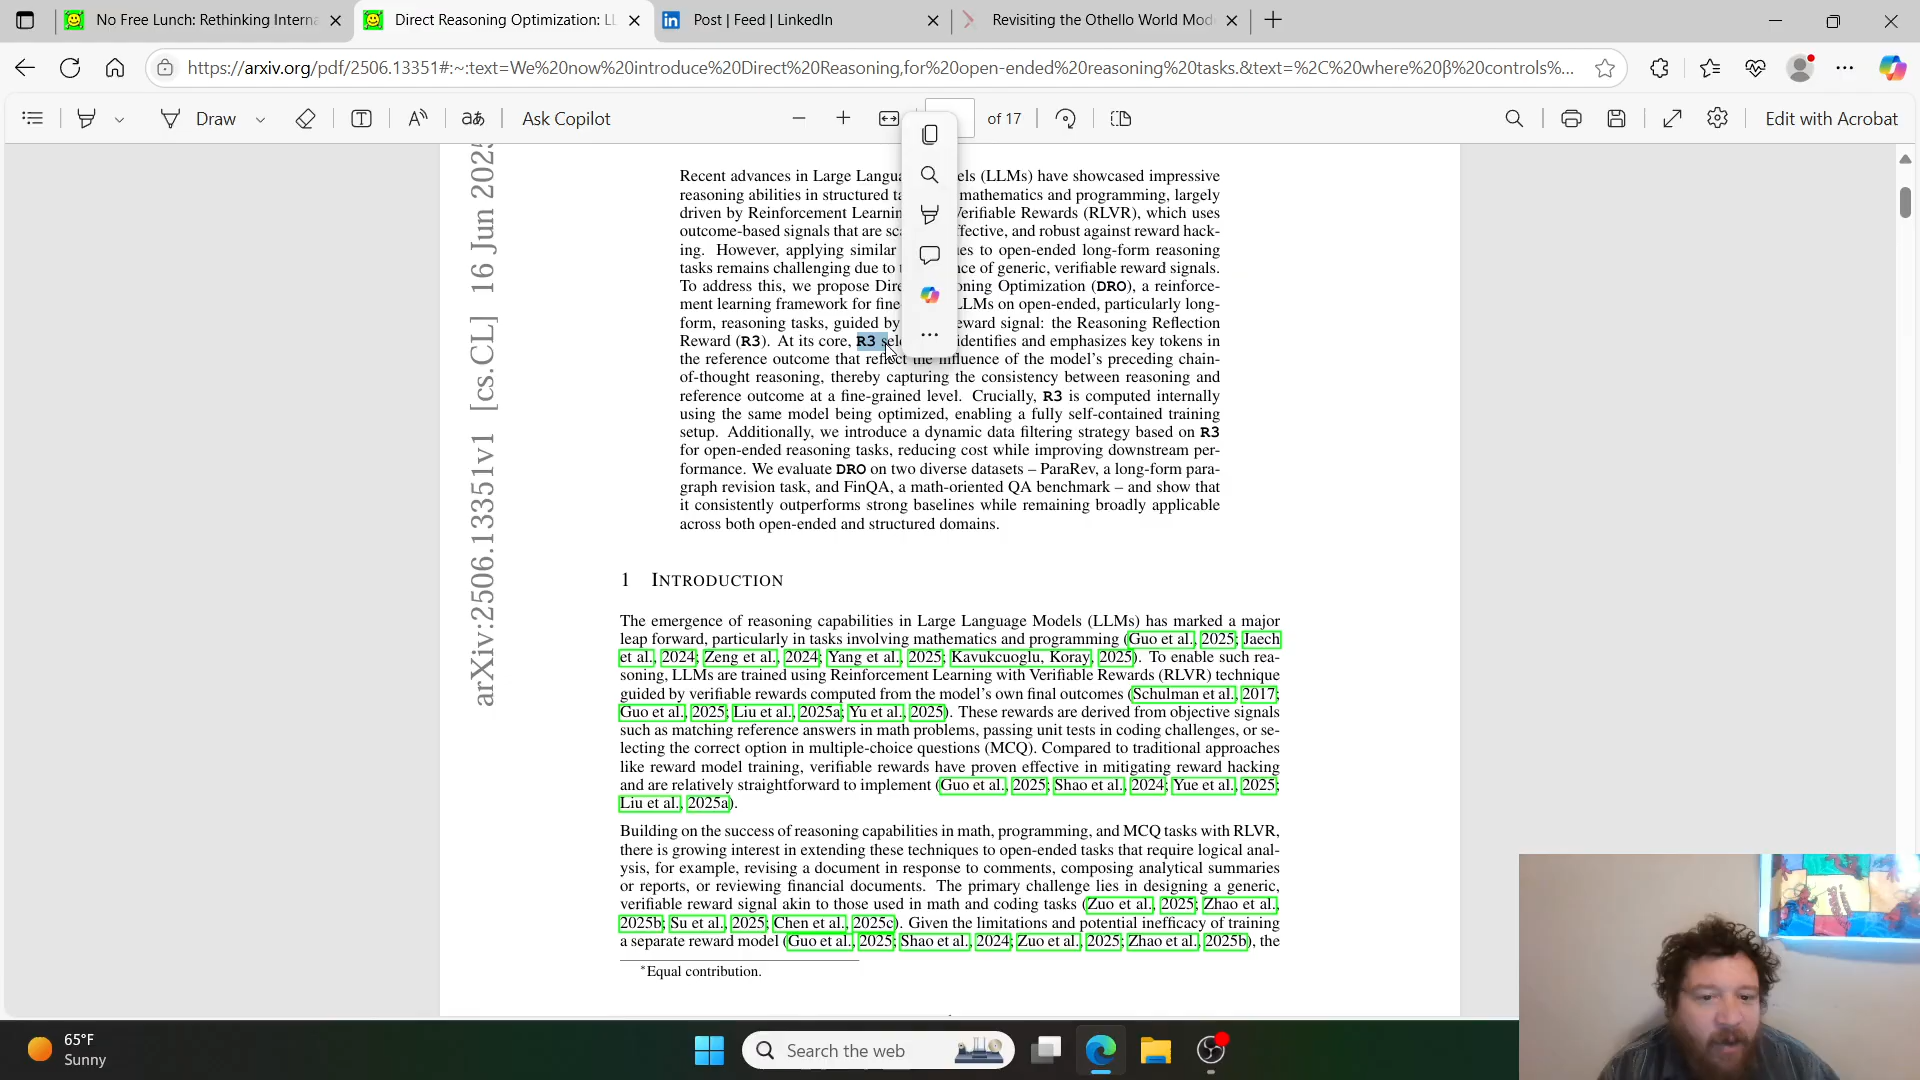 No Free Lunch: Rethinking Interna
Direct Reasoning Optimization: LL
Post | Feed | LinkedIn
Revisiting the Othello World Mod
https://arxiv.org/pdf/2506.13351#:~:text=We%20now%20introduce%20Direct%20Reasoning,for%20open-ended%20reasoning%20tasks.&text=%2C%20where%20β%20controls%...
Draw
Ask Copilot
of 17
Edit with Acrobat
arXiv:2506.13351v1 [cs.CL] 16 Jun 2025
Recent advances in Large Langua els (LLMs) have showcased impressive
reasoning abilities in structured ta mathematics and programming, largely
driven by Reinforcement Learnin Verifiable Rewards (RLVR), which uses
outcome-based signals that are sca ffective, and robust against reward hack-
ing. However, applying similar es to open-ended long-form reasoning
tasks remains challenging due to nce of generic, verifiable reward signals.
To address this, we propose Dire oning Optimization (DRO), a reinforce-
ment learning framework for fine LLMs on open-ended, particularly long-
form, reasoning tasks, guided by eward signal: the Reasoning Reflection
Reward (R3). At its core, R3 sele identifies and emphasizes key tokens in
the reference outcome that reflect the influence of the model's preceding chain-
of-thought reasoning, thereby capturing the consistency between reasoning and
reference outcome at a fine-grained level. Crucially, R3 is computed internally
using the same model being optimized, enabling a fully self-contained training
setup. Additionally, we introduce a dynamic data filtering strategy based on R3
for open-ended reasoning tasks, reducing cost while improving downstream per-
formance. We evaluate DRO on two diverse datasets – ParaRev, a long-form para-
graph revision task, and FinQA, a math-oriented QA benchmark – and show that
it consistently outperforms strong baselines while remaining broadly applicable
across both open-ended and structured domains.
1 INTRODUCTION
The emergence of reasoning capabilities in Large Language Models (LLMs) has marked a major
leap forward, particularly in tasks involving mathematics and programming (Guo et al., 2025; Jaech
et al., 2024; Zeng et al., 2024; Yang et al., 2025; Kavukcuoglu, Koray, 2025). To enable such rea-
soning, LLMs are trained using Reinforcement Learning with Verifiable Rewards (RLVR) technique
guided by verifiable rewards computed from the model's own final outcomes (Schulman et al., 2017;
Guo et al., 2025; Liu et al., 2025a; Yu et al., 2025). These rewards are derived from objective signals
such as matching reference answers in math problems, passing unit tests in coding challenges, or se-
lecting the correct option in multiple-choice questions (MCQ). Compared to traditional approaches
like reward model training, verifiable rewards have proven effective in mitigating reward hacking
and are relatively straightforward to implement (Guo et al., 2025; Shao et al., 2024; Yue et al., 2025;
Liu et al., 2025a).
Building on the success of reasoning capabilities in math, programming, and MCQ tasks with RLVR,
there is growing interest in extending these techniques to open-ended tasks that require logical anal-
ysis, for example, revising a document in response to comments, composing analytical summaries
or reports, or reviewing financial documents. The primary challenge lies in designing a generic,
verifiable reward signal akin to those used in math and coding tasks (Zuo et al., 2025; Zhao et al.,
2025b; Su et al., 2025; Chen et al., 2025c). Given the limitations and potential inefficacy of training
a separate reward model (Guo et al., 2025; Shao et al., 2024; Zuo et al., 2025; Zhao et al., 2025b), the
*Equal contribution.
65°F
Sunny
Search the web